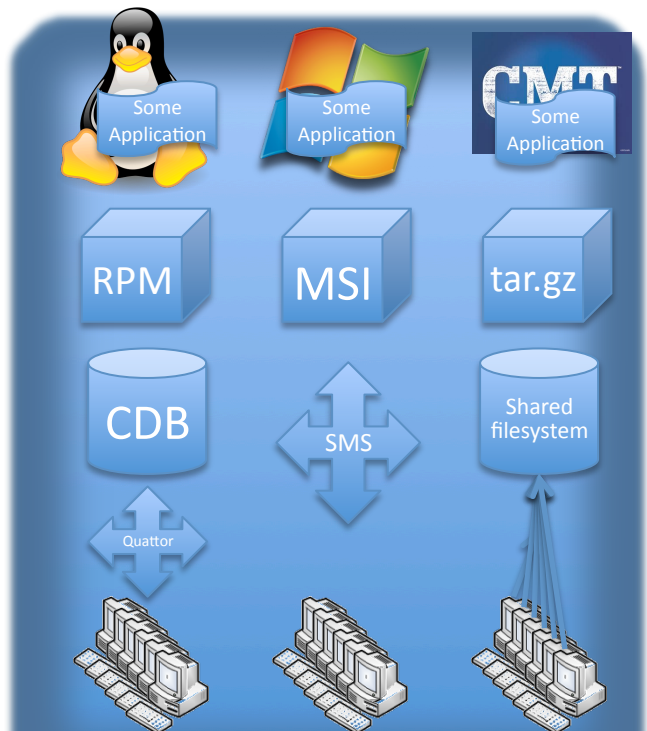 Some
Application
Some
Application
CMT
Some
Application
RPM
MSI
tar.gz
CDB
SMS
Shared
filesystem
Quattor